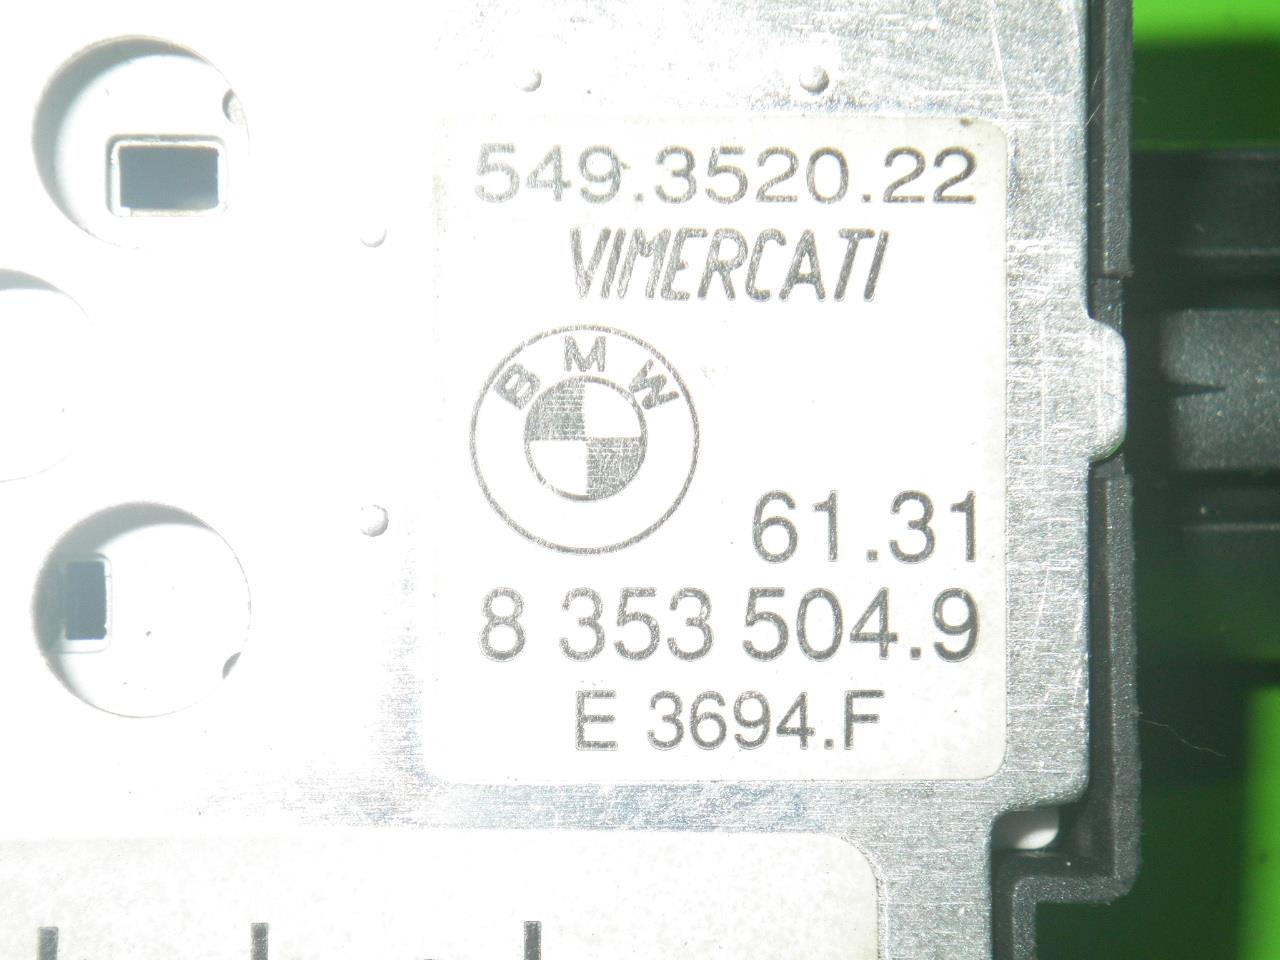 549.3520.22
VIMERCATI
BMW
61.31
8 353 504.9
E 3694.F